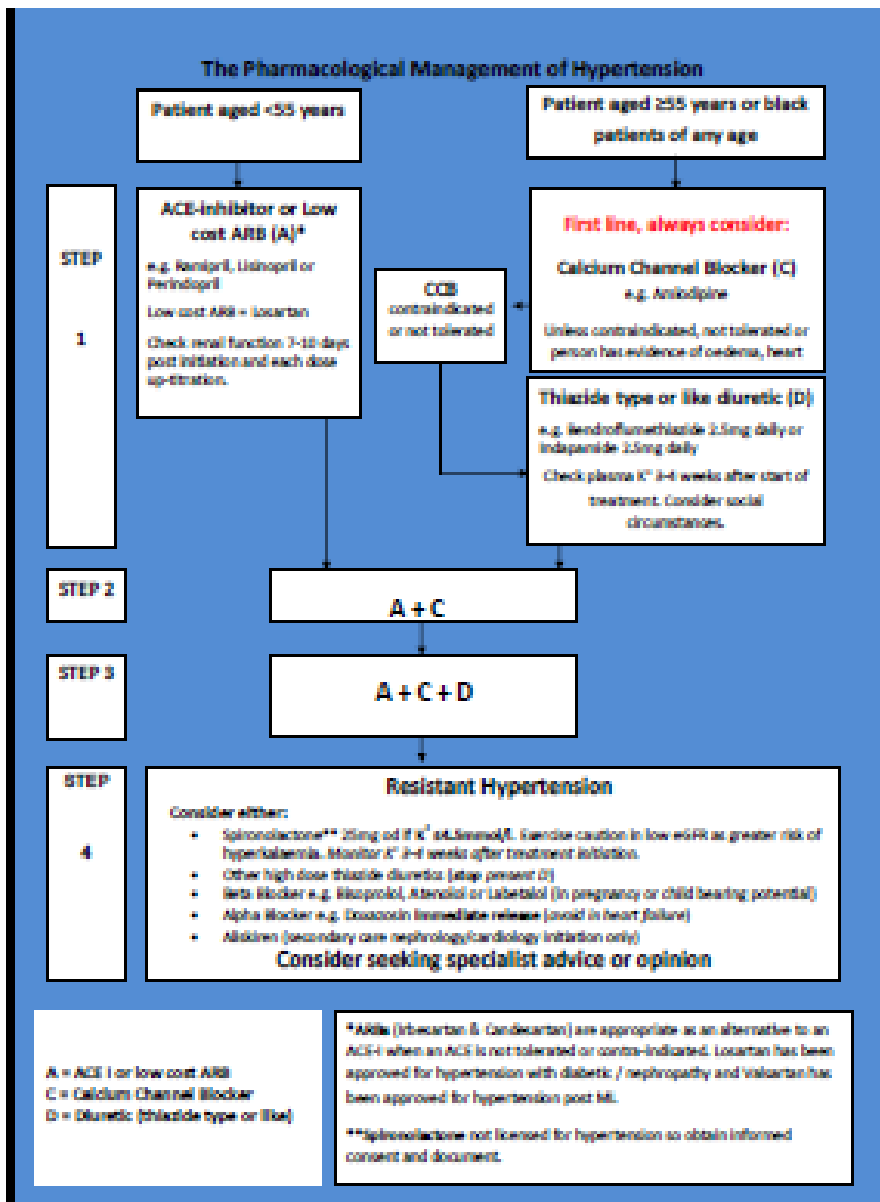 The Pharmacological Management of Hypertension
Patient aged <55 years
Patient aged ≥55 years or black
patients of any age
STEP
1
ACE-inhibitor or Low
cost ARB (A)*
e.g. Ramipril, Lisinopril or
Perindopril
Low cost ARB = Losartan
Check renal function 7-10-days
post initiation and each dose
up-titration.
CCB
contraindicated
or not tolerated
First line, always consider:
Calcium Channel Blocker (C)
e.g. Amlodipine
Unless contraindicated, not tolerated or
person has evidence of oedema, heart
Thiazide type or like diuretic (D)
e.g. Bendroflumethiazide 2.5mg daily or
Indapamide 2.5mg daily
Check plasma K⁺ 3-4 weeks after start of
treatment. Consider social
circumstances.
STEP 2
A + C
STEP 3
A + C + D
STEP
4
Resistant Hypertension
Consider either:
• Spironolactone** 25mg od if K⁺ ≤4.5mmol/l. Exercise caution in low eGFR as greater risk of
hyperkalaemia. Monitor K⁺ 3-4 weeks after treatment initiation.
• Other high dose thiazide diuretics (stop present D)
• Beta Blocker e.g. Bisoprolol, Atenolol or Labetalol (in pregnancy or child bearing potential)
• Alpha Blocker e.g. Doxazosin immediate release (avoid in heart failure)
• Aliskiren (secondary care nephrology/cardiology initiation only)
Consider seeking specialist advice or opinion
A = ACE i or low cost ARB
C = Calcium Channel Blocker
D = Diuretic (thiazide type or like)
*ARBs (Irbesartan & Candesartan) are appropriate as an alternative to an
ACE-I when an ACE is not tolerated or contra-indicated. Losartan has been
approved for hypertension with diabetic / nephropathy and Valsartan has
been approved for hypertension post MI.
**Spironolactone not licensed for hypertension so obtain informed
consent and document.